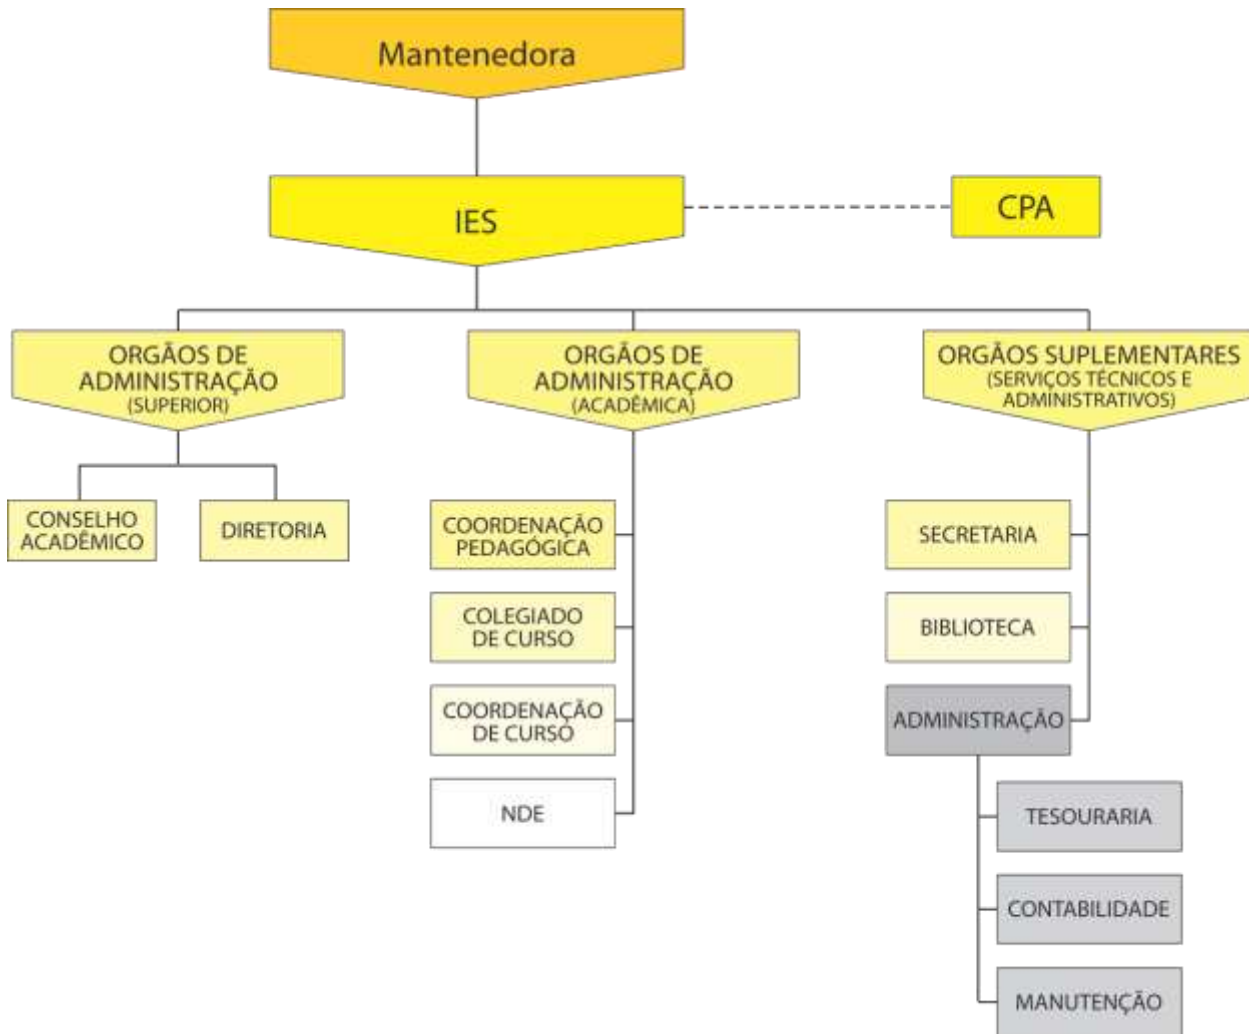 Mantenedora
IES
CPA
ORGÃOS DE
ADMINISTRAÇÃO
(SUPERIOR)
ORGÃOS DE
ADMINISTRAÇÃO
(ACADÊMICA)
ORGÃOS SUPLEMENTARES
(SERVIÇOS TÉCNICOS E
ADMINISTRATIVOS)
CONSELHO
ACADÊMICO
DIRETORIA
COORDENAÇÃO
PEDAGÓGICA
COLEGIADO
DE CURSO
COORDENAÇÃO
DE CURSO
NDE
SECRETARIA
BIBLIOTECA
ADMINISTRAÇÃO
TESOURARIA
CONTABILIDADE
MANUTENÇÃO